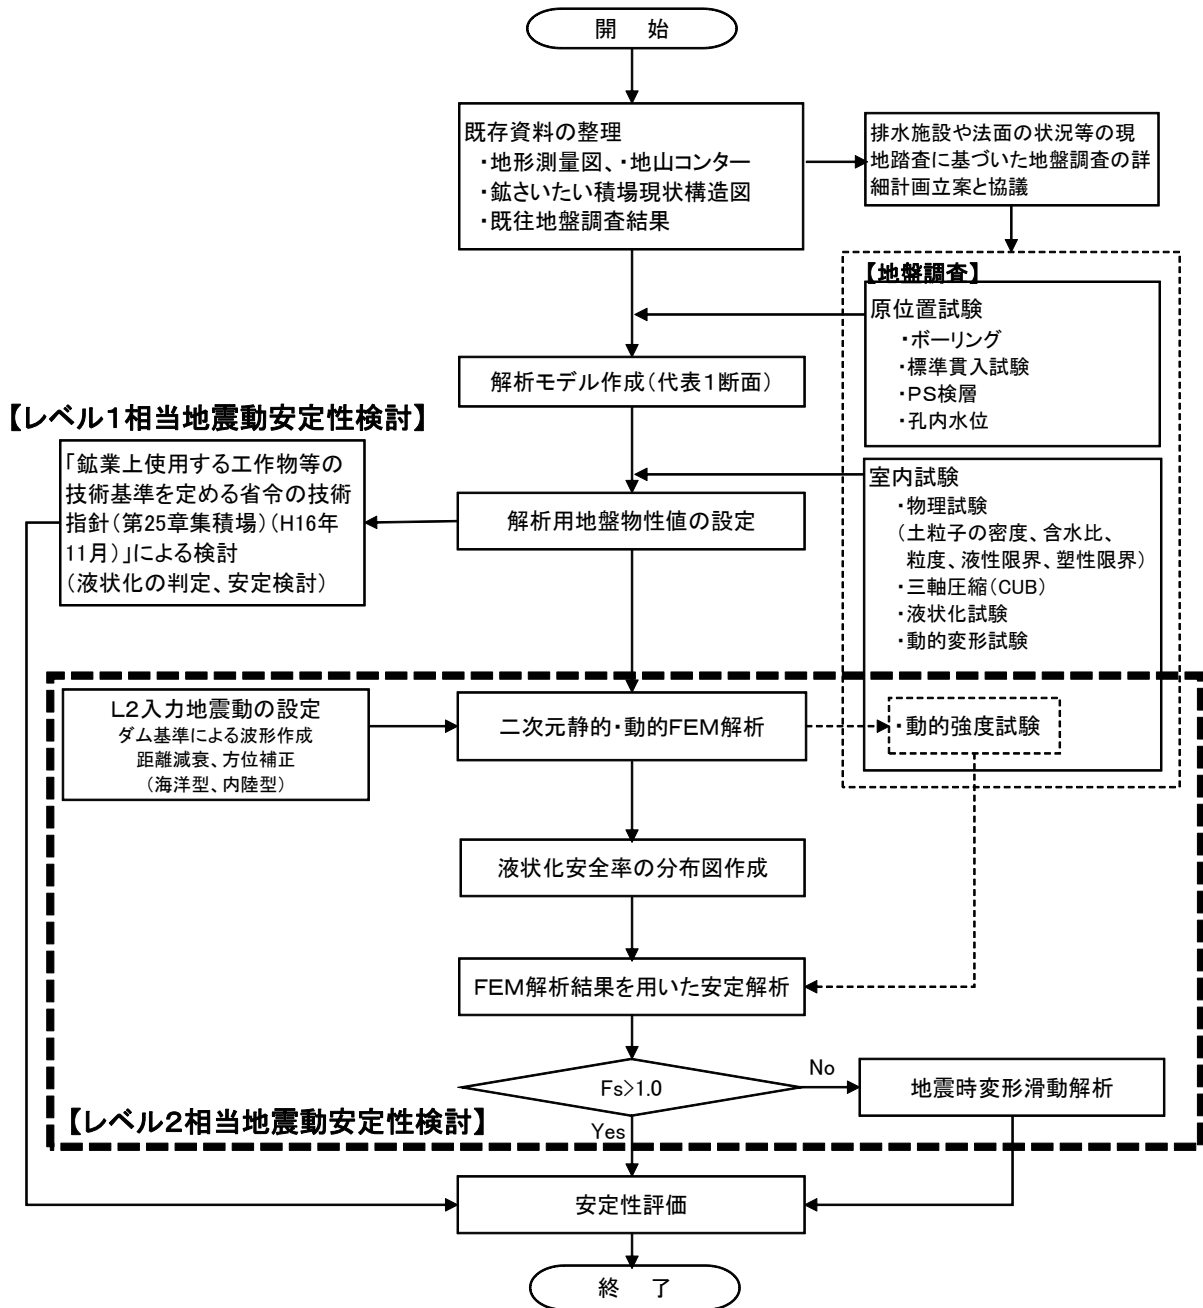 開 始
既存資料の整理
・地形測量図、・地山コンター
・鉱さいたい積場現状構造図
・既往地盤調査結果
排水施設や法面の状況等の現
地踏査に基づいた地盤調査の詳
細計画立案と協議
【地盤調査】
原位置試験
・ボーリング
・標準貫入試験
・PS検層
・孔内水位
解析モデル作成(代表1断面)
【レベル1相当地震動安定性検討】
「鉱業上使用する工作物等の
技術基準を定める省令の技術
指針(第25章集積場)(H16年
11月)」による検討
(液状化の判定、安定検討)
解析用地盤物性値の設定
室内試験
・物理試験
(土粒子の密度、含水比、
粒度、液性限界、塑性限界)
・三軸圧縮(CUB)
・液状化試験
・動的変形試験
・動的強度試験
L2入力地震動の設定
ダム基準による波形作成
距離減衰、方位補正
(海洋型、内陸型)
二次元静的・動的FEM解析
液状化安全率の分布図作成
FEM解析結果を用いた安定解析
Fs>1.0
No
地震時変形滑動解析
【レベル2相当地震動安定性検討】
Yes
安定性評価
終 了